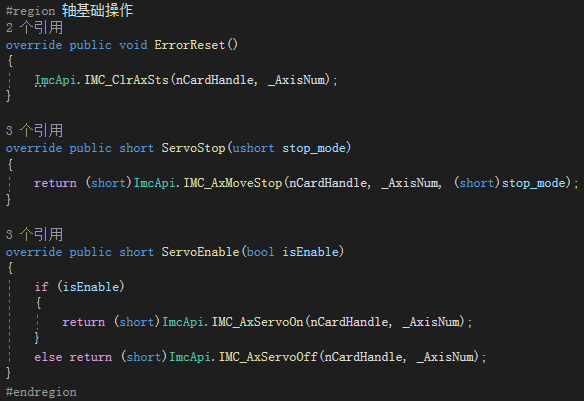 #region 轴基础操作
2 个引用
override public void ErrorReset()
{
    ImcApi.IMC_ClrAxSts(nCardHandle, _AxisNum);
}
3 个引用
override public short ServoStop(ushort stop_mode)
{
    return (short)ImcApi.IMC_AxMoveStop(nCardHandle, _AxisNum, (short)stop_mode);
}
3 个引用
override public short ServoEnable(bool isEnable)
{
    if (isEnable)
    {
        return (short)ImcApi.IMC_AxServoOn(nCardHandle, _AxisNum);
    }
    else return (short)ImcApi.IMC_AxServoOff(nCardHandle, _AxisNum);
}
#endregion